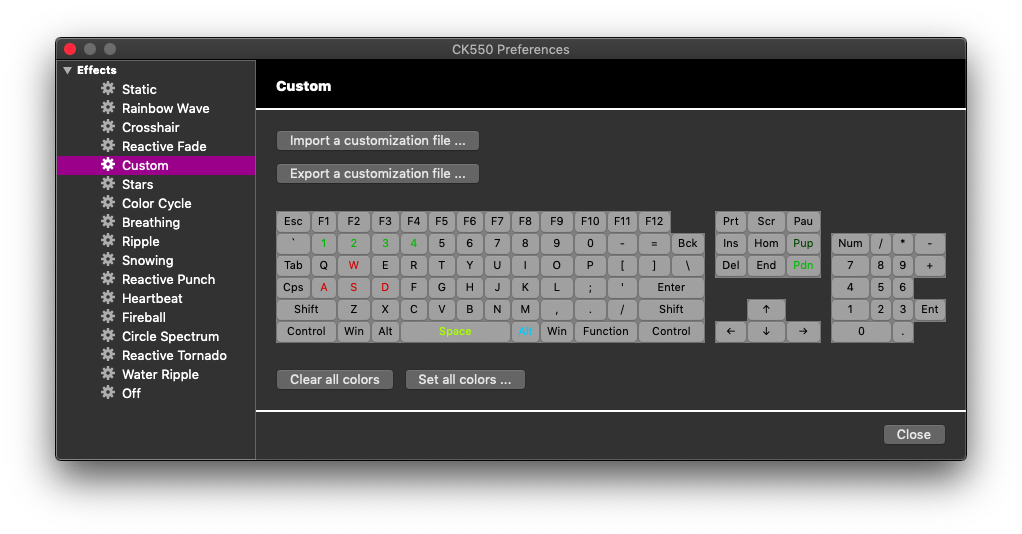 CK550 Preferences
Effects
Static
Rainbow Wave
Crosshair
Reactive Fade
Custom
Stars
Color Cycle
Breathing
Ripple
Snowing
Reactive Punch
Heartbeat
Fireball
Circle Spectrum
Reactive Tornado
Water Ripple
Off
Custom
Import a customization file ...
Export a customization file ...
Esc F1 F2 F3 F4 F5 F6 F7 F8 F9 F10 F11 F12 Prt Scr Pau
` 1 2 3 4 5 6 7 8 9 0 - = Bck Ins Hom Pup Num / * -
Tab Q W E R T Y U I O P [ ] \ Del End Pdn 7 8 9 +
Cps A S D F G H J K L ; ' Enter 4 5 6
Shift Z X C V B N M , . / Shift ↑ 1 2 3 Ent
Control Win Alt Space Alt Win Function Control ← ↓ → 0 .
Clear all colors Set all colors ...
Close